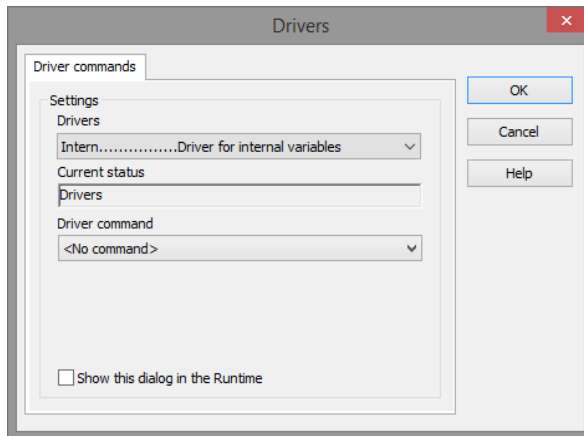 Drivers
Driver commands
OK
Settings
Drivers
Cancel
Intern................Driver for internal variables
Current status
Help
Drivers
Driver command
<No command>
Show this dialog in the Runtime